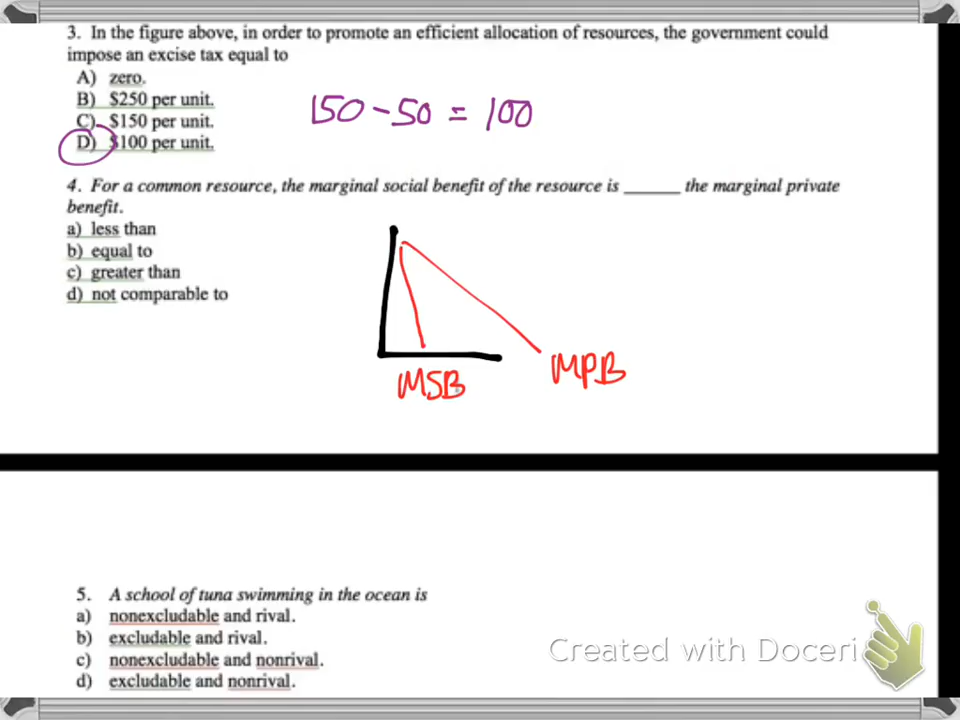 3. In the figure above, in order to promote an efficient allocation of resources, the government could
impose an excise tax equal to
A) zero.
B) $250 per unit.
C) $150 per unit.
D) $100 per unit.
150 - 50 = 100
4. For a common resource, the marginal social benefit of the resource is ______ the marginal private
benefit.
a) less than
b) equal to
c) greater than
d) not comparable to
MSB
MPB
5. A school of tuna swimming in the ocean is
a) nonexcludable and rival.
b) excludable and rival.
c) nonexcludable and nonrival.
d) excludable and nonrival.
Created with Doceri